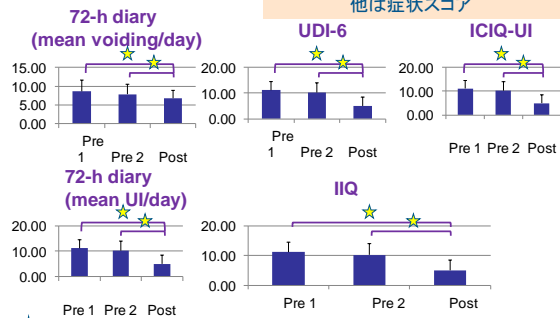 他は症状スコア
72-h diary
(mean voiding/day)
15.00
10.00
5.00
0.00
Pre
1
Pre 2
Post
UDI-6
20.00
10.00
0.00
Pre
1
Pre 2
Post
ICIQ-UI
20.00
10.00
0.00
Pre 1
Pre 2
Post
72-h diary
(mean UI/day)
20.00
10.00
0.00
Pre 1
Pre 2
Post
IIQ
20.00
10.00
0.00
Pre 1
Pre 2
Post